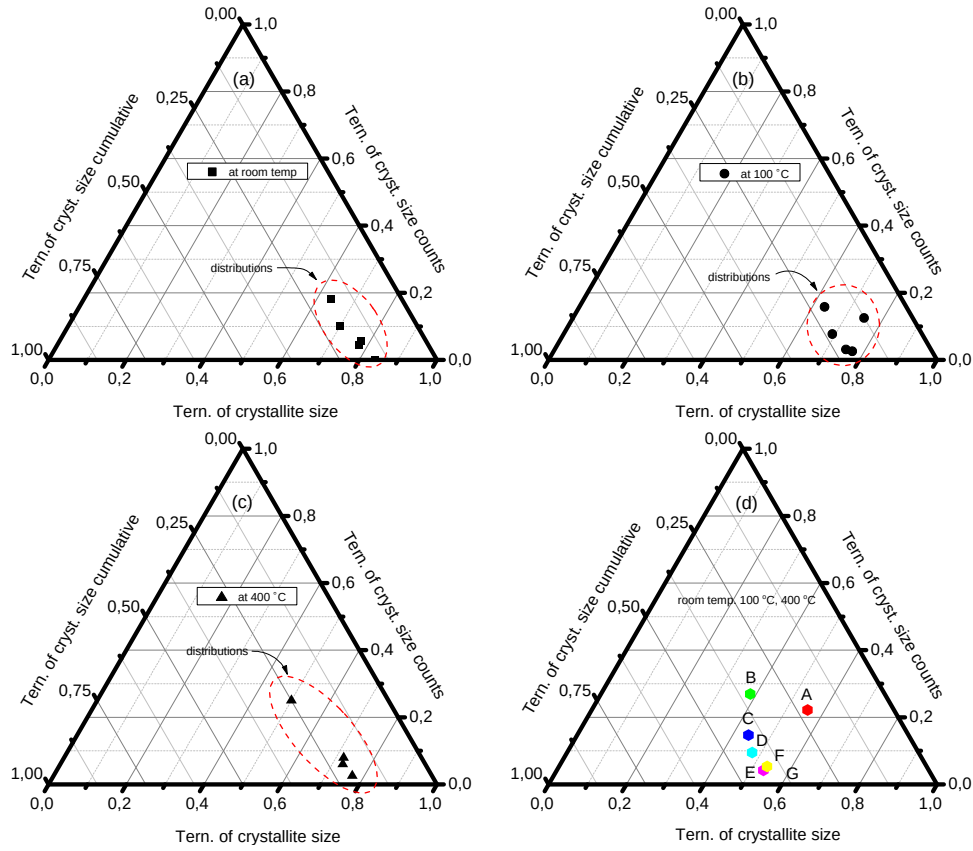 0,00
1,0
(a)
0,25
0,8
Tern.of cryst. size cumulative
Tern. of cryst. size counts
0,50
at room temp
0,6
0,75
0,4
distributions
0,2
1,00
0,0
0,0
0,2
0,4
0,6
0,8
1,0
Tern. of crystallite size
0,00
1,0
(b)
0,25
0,8
Tern. of cryst. size cumulative
Tern. of cryst. size counts
0,50
at 100 °C
0,6
0,75
0,4
distributions
0,2
1,00
0,0
0,0
0,2
0,4
0,6
0,8
1,0
Tern. of crystallite size
0,00
1,0
(c)
0,25
0,8
Tern. of cryst. size cumulative
Tern. of cryst. size counts
0,50
at 400 °C
0,6
0,75
0,4
distributions
0,2
1,00
0,0
0,0
0,2
0,4
0,6
0,8
1,0
Tern. of crystallite size
0,00
1,0
(d)
0,25
0,8
Tern. of cryst. size cumulative
Tern. of cryst. size counts
0,50
room temp, 100 °C, 400 °C
0,6
0,75
0,4
B
A
0,2
C
D
F
E
G
1,00
0,0
0,0
0,2
0,4
0,6
0,8
1,0
Tern. of crystallite size